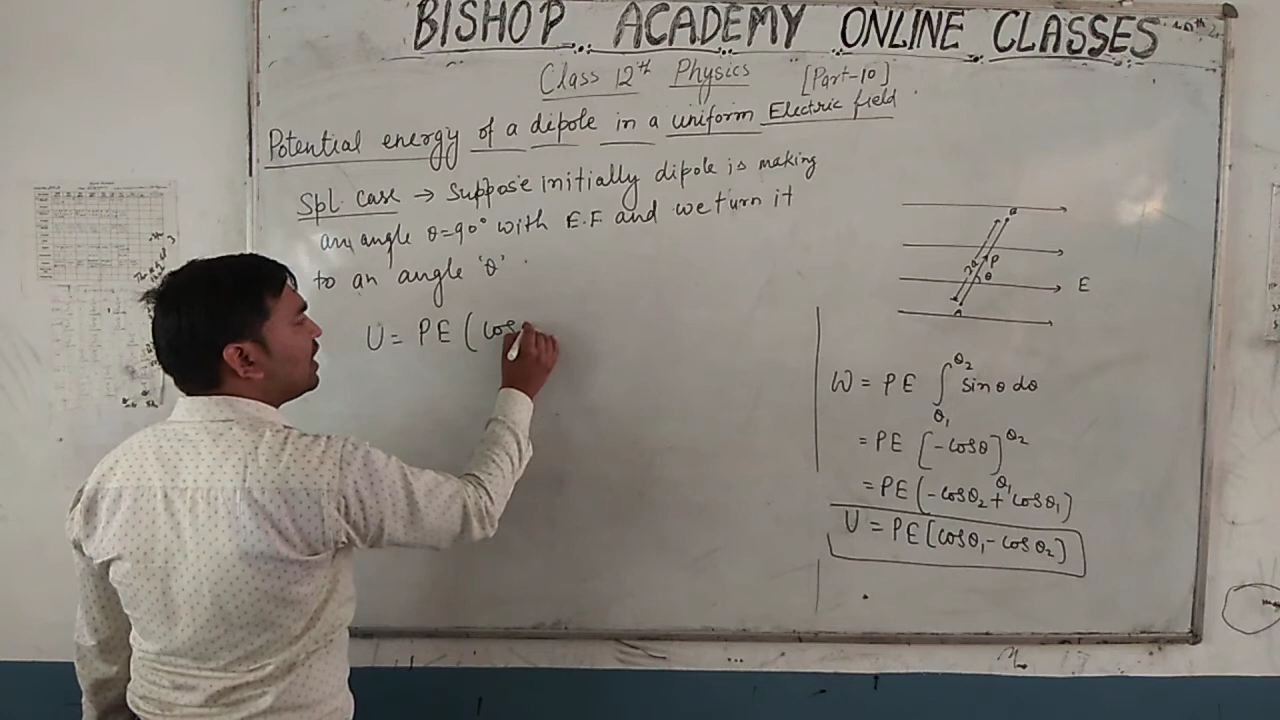 BISHOP ACADEMY ONLINE CLASSES
Class 12th Physics [Part-10]
Potential energy of a dipole in a uniform Electric field
Spl. case → Suppose initially dipole is making
an angle θ=90° with E.F and we turn it
to an angle 'θ'.
U = PE (cos
2a
P
θ
E
W = PE ∫θ₁^θ₂ sinθ dθ
= PE [-cosθ]θ₁^θ₂
= PE (-cosθ₂ + cosθ₁)
U = PE [cosθ₁ - cosθ₂]